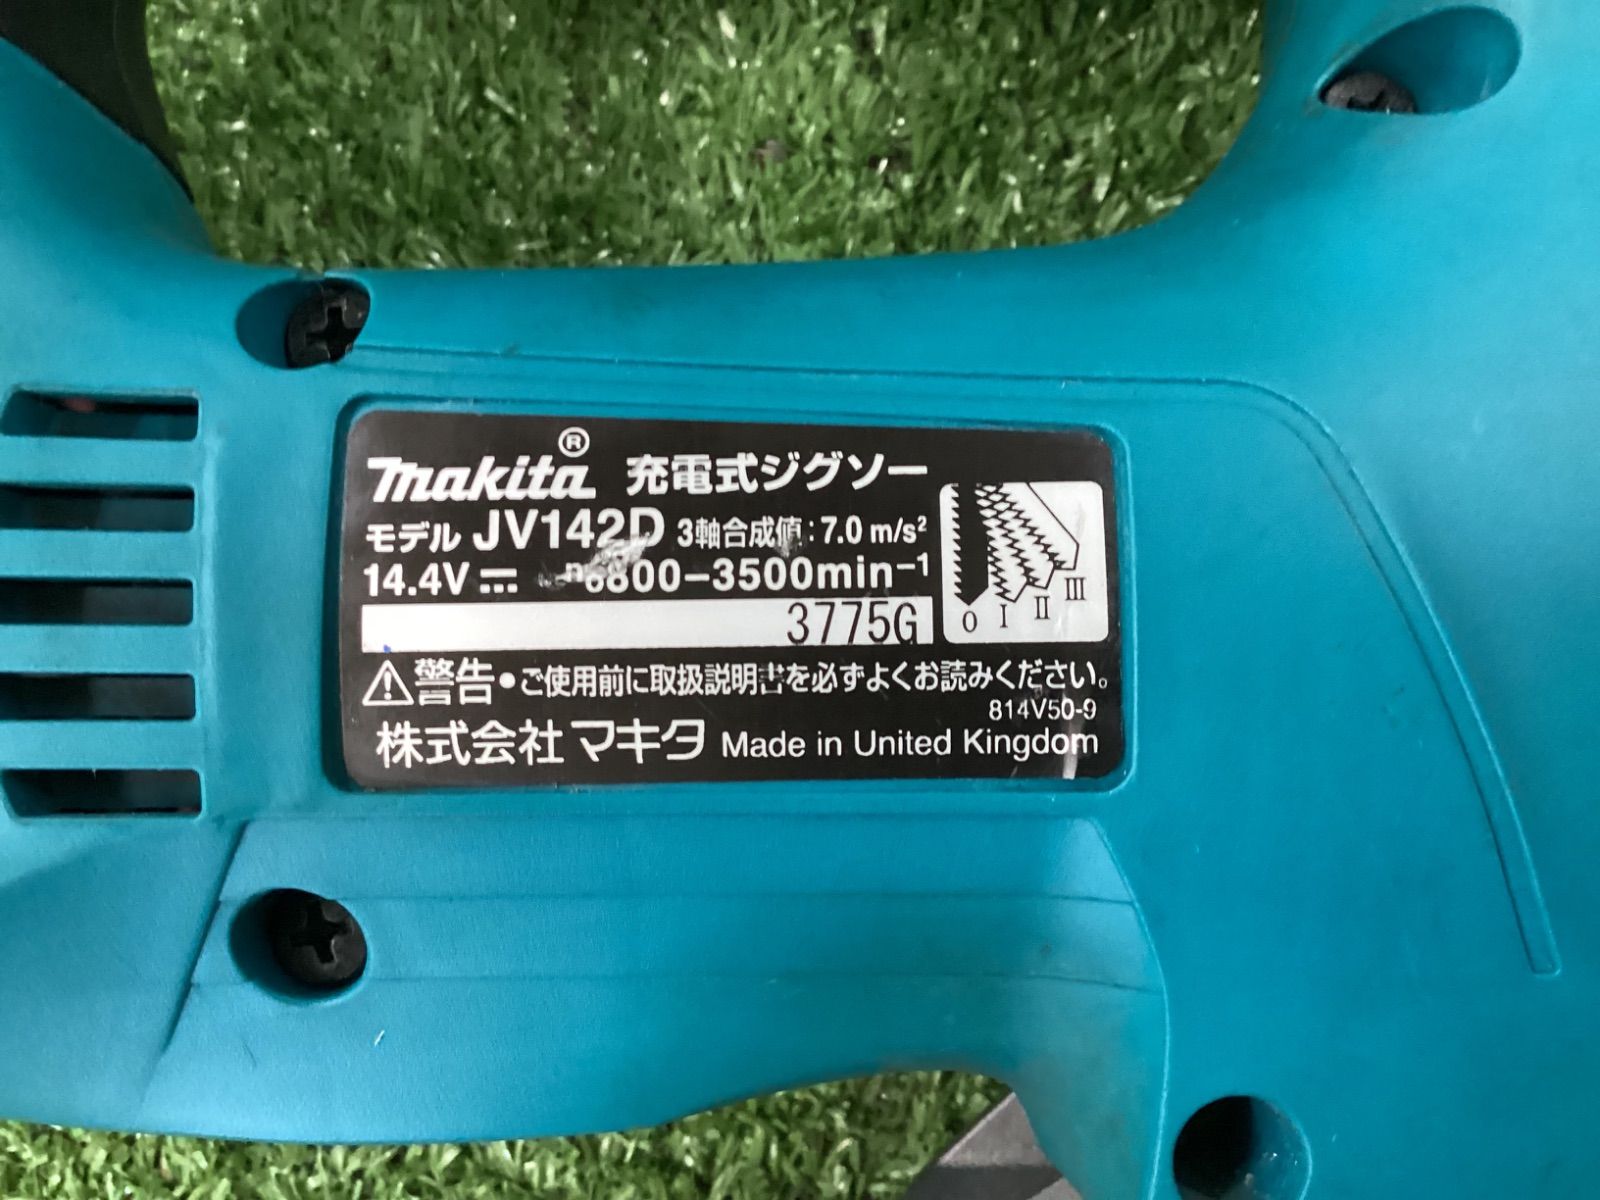 makita® 充電式ジグソー
モデル JV142D 3軸合成値:7.0 m/s²
14.4V ⎓ n₀800-3500min⁻¹
3775G
0 I II III
⚠警告・ご使用前に取扱説明書を必ずよくお読みください。
814V50-9
株式会社マキタ Made in United Kingdom